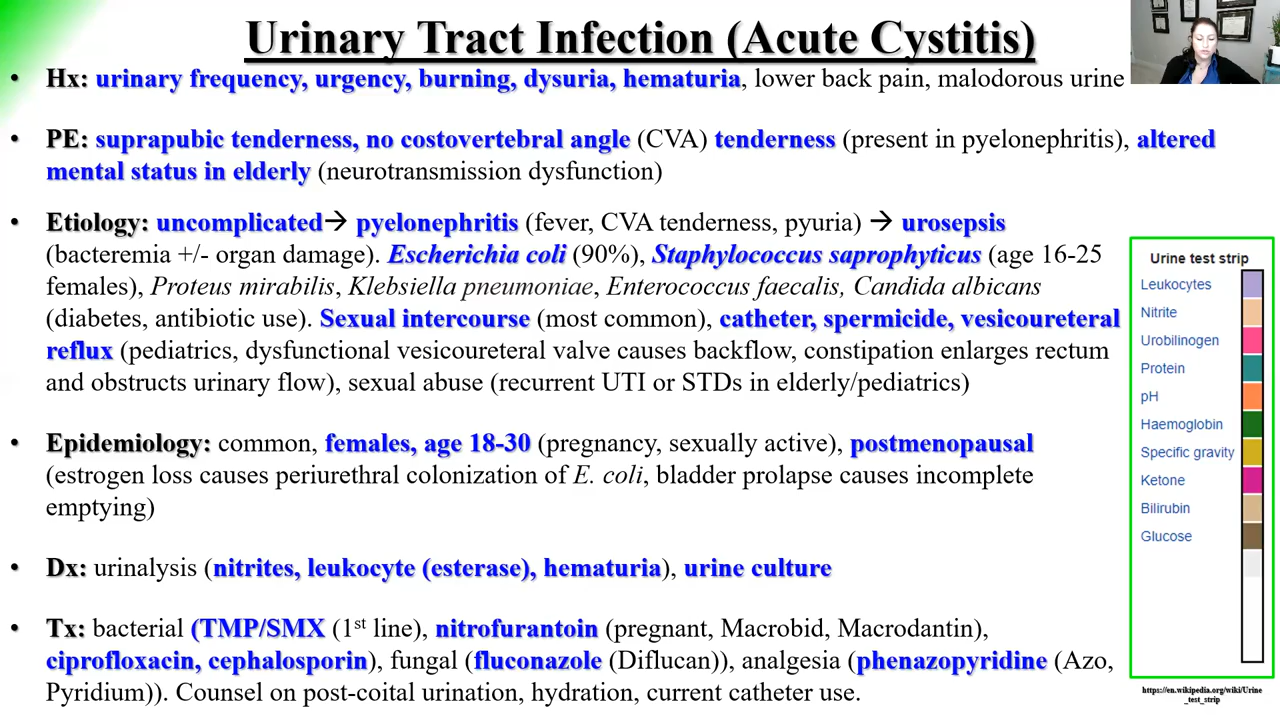 Urinary Tract Infection (Acute Cystitis)
• Hx: urinary frequency, urgency, burning, dysuria, hematuria, lower back pain, malodorous urine
• PE: suprapubic tenderness, no costovertebral angle (CVA) tenderness (present in pyelonephritis), altered
mental status in elderly (neurotransmission dysfunction)
• Etiology: uncomplicated→ pyelonephritis (fever, CVA tenderness, pyuria) → urosepsis
(bacteremia +/- organ damage). Escherichia coli (90%), Staphylococcus saprophyticus (age 16-25
females), Proteus mirabilis, Klebsiella pneumoniae, Enterococcus faecalis, Candida albicans
(diabetes, antibiotic use). Sexual intercourse (most common), catheter, spermicide, vesicoureteral
reflux (pediatrics, dysfunctional vesicoureteral valve causes backflow, constipation enlarges rectum
and obstructs urinary flow), sexual abuse (recurrent UTI or STDs in elderly/pediatrics)
• Epidemiology: common, females, age 18-30 (pregnancy, sexually active), postmenopausal
(estrogen loss causes periurethral colonization of E. coli, bladder prolapse causes incomplete
emptying)
• Dx: urinalysis (nitrites, leukocyte (esterase), hematuria), urine culture
• Tx: bacterial (TMP/SMX (1st line), nitrofurantoin (pregnant, Macrobid, Macrodantin),
ciprofloxacin, cephalosporin), fungal (fluconazole (Diflucan)), analgesia (phenazopyridine (Azo,
Pyridium)). Counsel on post-coital urination, hydration, current catheter use.
Urine test strip
Leukocytes
Nitrite
Urobilinogen
Protein
pH
Haemoglobin
Specific gravity
Ketone
Bilirubin
Glucose
https://en.wikipedia.org/wiki/Urine
_test_strip